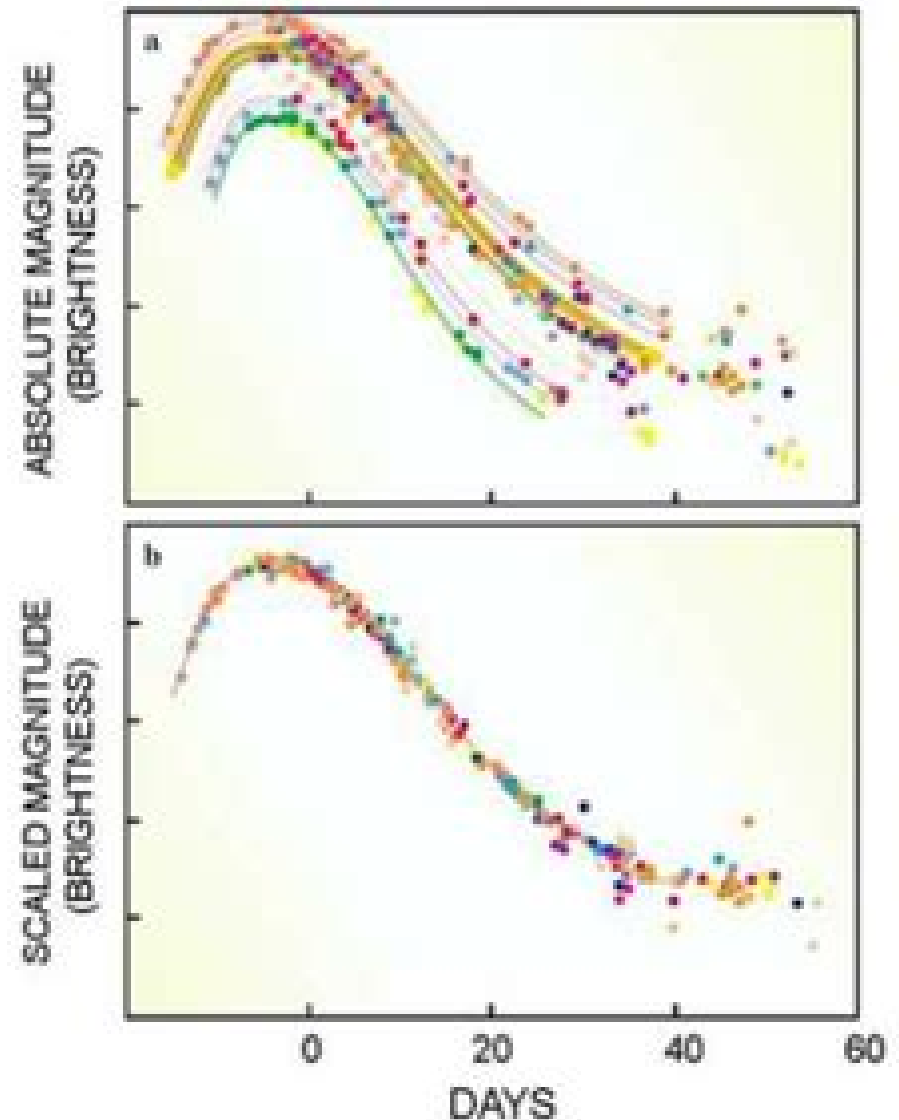 a
ABSOLUTE MAGNITUDE
(BRIGHTNESS)
b
SCALED MAGNITUDE
(BRIGHTNESS)
0 20 40 60
DAYS